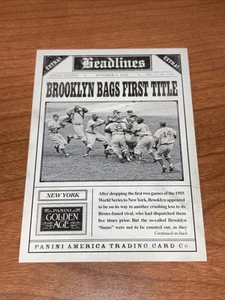 EXTRA!
Headlines
EXTRA!
BROOKLYN BAGS FIRST TITLE
NEW YORK
PANINI
GOLDEN
AGE
After dropping the first two games of the 1955
World Series to the New York, Brooklyn appeared
to be on its way to another crushing loss to its
Bronx-based rival, who had dispatched them
five times prior. But the so-called Brooklyn
"bums" were not to be counted out, as they
Continued on back
PANINI AMERICA TRADING CARD Co.